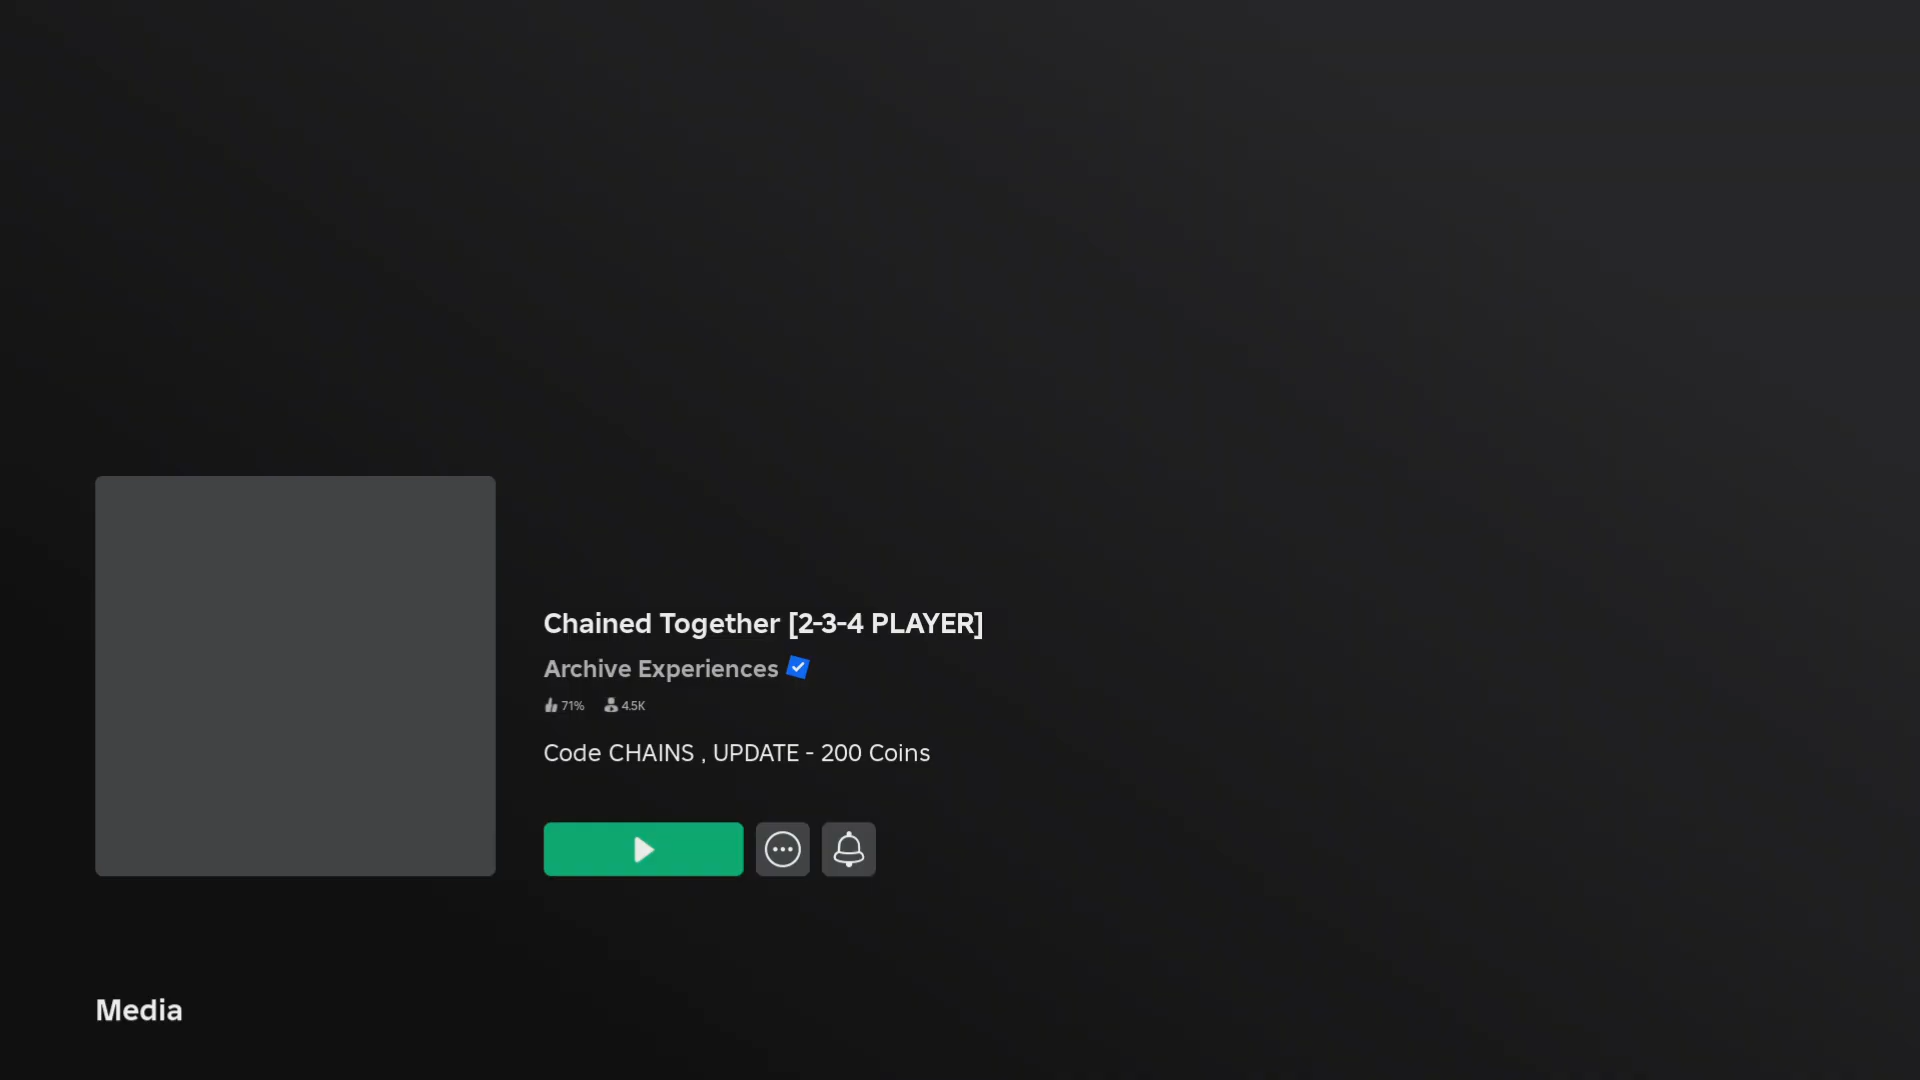 Chained Together [2-3-4 PLAYER]
Archive Experiences
71% 4.5K
Code CHAINS , UPDATE - 200 Coins
Media